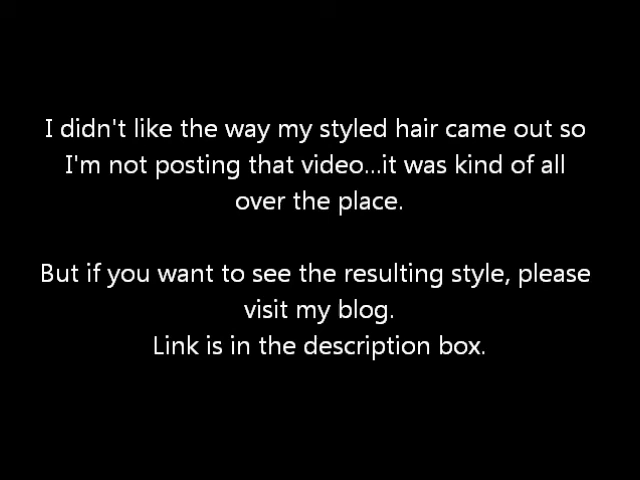 I didn't like the way my styled hair came out so
I'm not posting that video...it was kind of all
over the place.
But if you want to see the resulting style, please
visit my blog.
Link is in the description box.